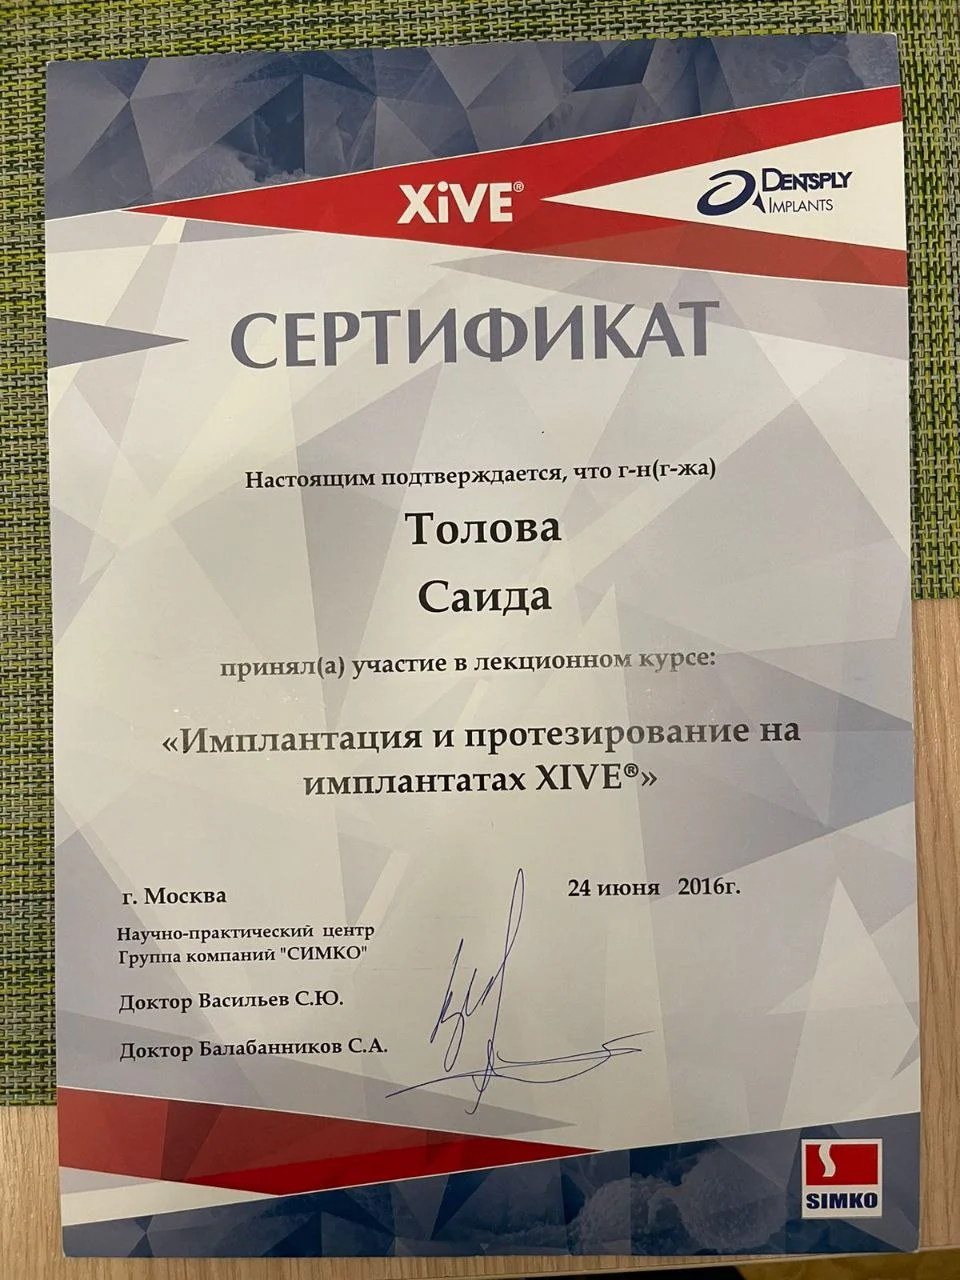 XiVE®
DENTSPLY
IMPLANTS
СЕРТИФИКАТ
Настоящим подтверждается, что г-н(г-жа)
Толова
Саида
принял(а) участие в лекционном курсе:
«Имплантация и протезирование на
имплантатах XIVE®»
г. Москва
24 июня 2016г.
Научно-практический центр
Группа компаний "СИМКО"
Доктор Васильев С.Ю.
Доктор Балабанников С.А.
SIMKO